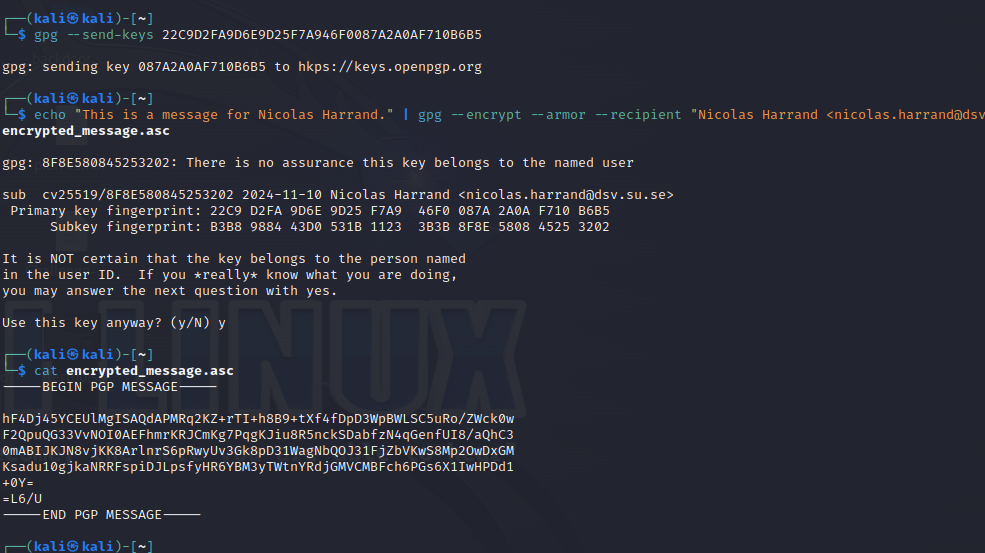 ┌──(kali㉿kali)-[~]
└─$ gpg --send-keys 22C9D2FA9D6E9D25F7A946F0087A2A0AF710B6B5
gpg: sending key 087A2A0AF710B6B5 to hkps://keys.openpgp.org
┌──(kali㉿kali)-[~]
└─$ echo "This is a message for Nicolas Harrand." | gpg --encrypt --armor --recipient "Nicolas Harrand <nicolas.harrand@dsv
encrypted_message.asc
gpg: 8F8E580845253202: There is no assurance this key belongs to the named user
sub  cv25519/8F8E580845253202 2024-11-10 Nicolas Harrand <nicolas.harrand@dsv.su.se>
 Primary key fingerprint: 22C9 D2FA 9D6E 9D25 F7A9  46F0 087A 2A0A F710 B6B5
      Subkey fingerprint: B3B8 9884 43D0 531B 1123  3B3B 8F8E 5808 4525 3202
It is NOT certain that the key belongs to the person named
in the user ID.  If you *really* know what you are doing,
you may answer the next question with yes.
Use this key anyway? (y/N) y
┌──(kali㉿kali)-[~]
└─$ cat encrypted_message.asc
-----BEGIN PGP MESSAGE-----
hF4Dj45YCEUlMgISAQdAPMRq2KZ+rTI+h8B9+tXf4fDpD3WpBWLSC5uRo/ZWck0w
F2QpuQG33VvNOI0AEFhmrKRJCmKg7PqgKJiu8R5nckSDabfzN4qGenfUI8/aQhC3
0mABIJKJN8vjKK8ArlnrS6pRwyUv3Gk8pD31WagNbQOJ31FjZbVKwS8Mp2OwDxGM
Ksadu10gjkaNRRFspiDJLpsfyHR6YBM3yTWtnYRdjGMVCMBFch6PGs6X1IwHPDd1
+0Y=
=L6/U
-----END PGP MESSAGE-----
┌──(kali㉿kali)-[~]